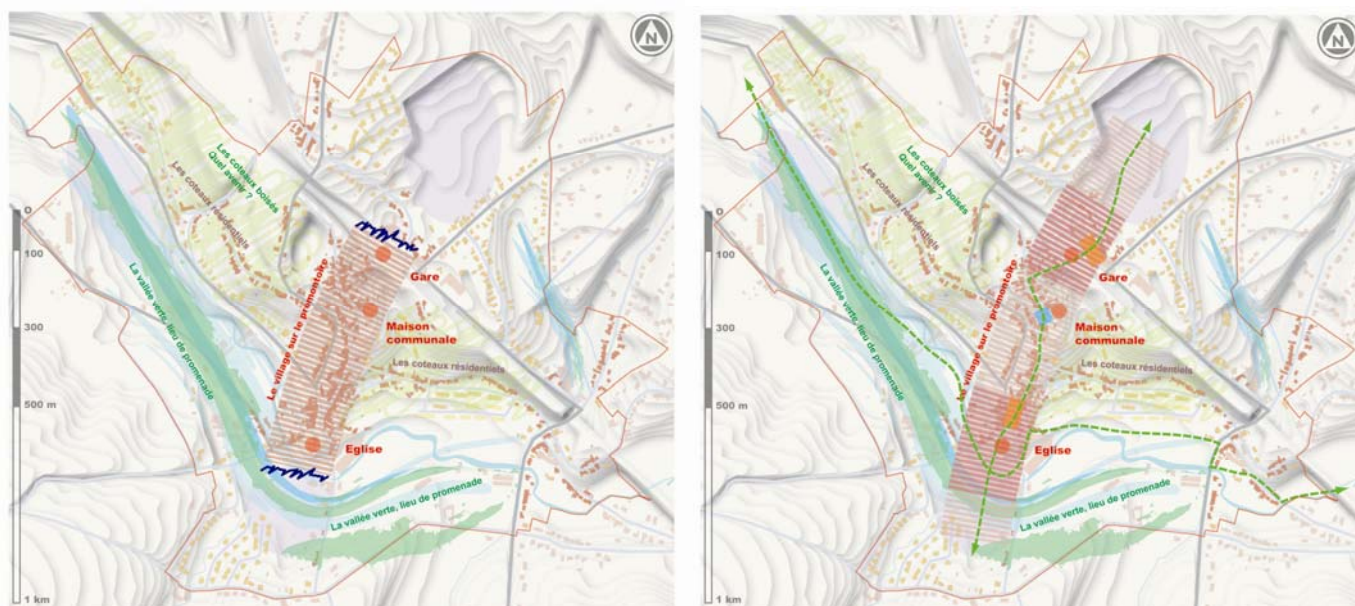 N
Les coteaux boisés
Quel avenir ?
Les coteaux résidentiels
0
100
300
500 m
1 km
La vallée verte, lieu de promenade
Le village sur le promontoire
Gare
Maison
communale
Les coteaux résidentiels
Eglise
La vallée verte, lieu de promenade
N
Les coteaux boisés
Quel avenir ?
Les coteaux résidentiels
0
100
300
500 m
1 km
La vallée verte, lieu de promenade
Le village sur le promontoire
Gare
Maison
communale
Les coteaux résidentiels
Eglise
La vallée verte, lieu de promenade